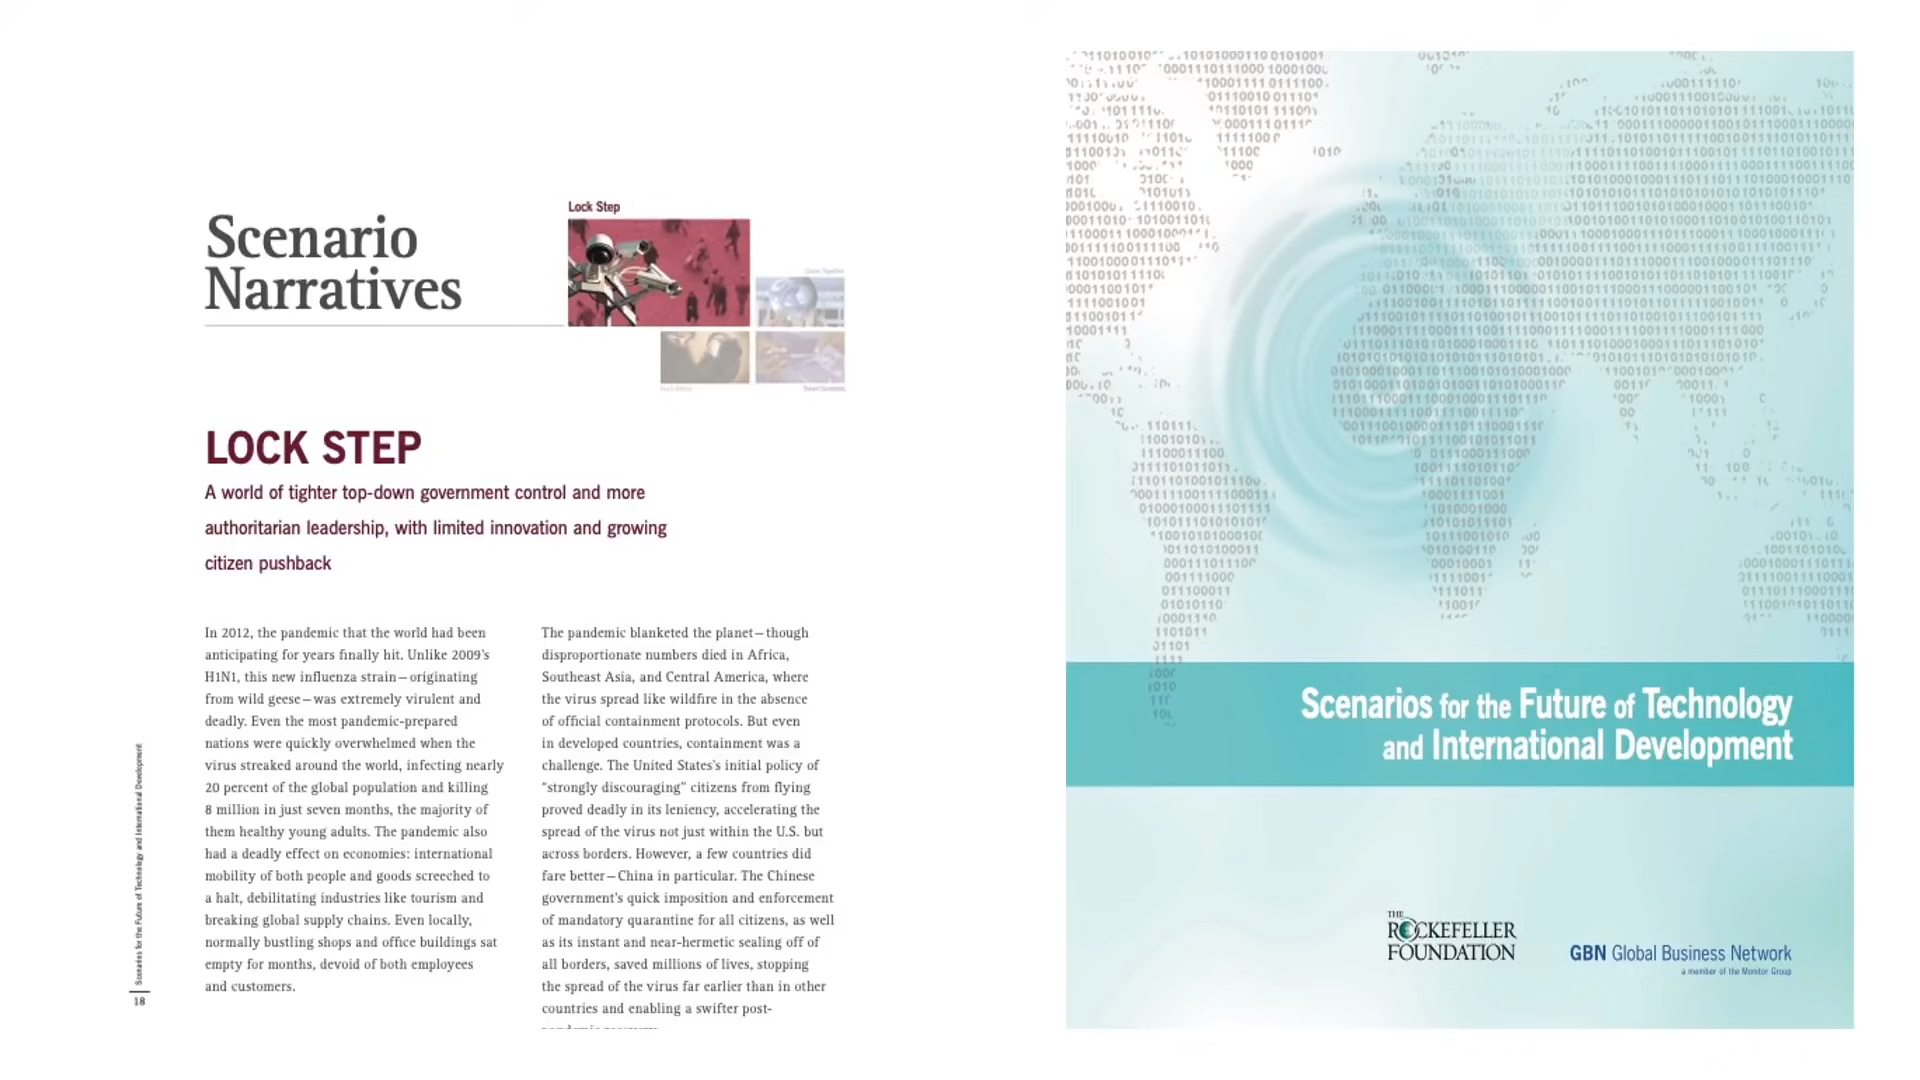 Scenario
Narratives
Lock Step
LOCK STEP
A world of tighter top-down government control and more
authoritarian leadership, with limited innovation and growing
citizen pushback
In 2012, the pandemic that the world had been
anticipating for years finally hit. Unlike 2009's
H1N1, this new influenza strain—originating
from wild geese—was extremely virulent and
deadly. Even the most pandemic-prepared
nations were quickly overwhelmed when the
virus streaked around the world, infecting nearly
20 percent of the global population and killing
8 million in just seven months, the majority of
them healthy young adults. The pandemic also
had a deadly effect on economies: international
mobility of both people and goods screeched to
a halt, debilitating industries like tourism and
breaking global supply chains. Even locally,
normally bustling shops and office buildings sat
empty for months, devoid of both employees
and customers.
The pandemic blanketed the planet—though
disproportionate numbers died in Africa,
Southeast Asia, and Central America, where
the virus spread like wildfire in the absence
of official containment protocols. But even
in developed countries, containment was a
challenge. The United States's initial policy of
"strongly discouraging" citizens from flying
proved deadly in its leniency, accelerating the
spread of the virus not just within the U.S. but
across borders. However, a few countries did
fare better—China in particular. The Chinese
government's quick imposition and enforcement
of mandatory quarantine for all citizens, as well
as its instant and near-hermetic sealing off of
all borders, saved millions of lives, stopping
the spread of the virus far earlier than in other
countries and enabling a swifter post-
Scenarios for the Future of Technology and International Development
18
Scenarios for the Future of Technology
and International Development
THE
ROCKEFELLER
FOUNDATION
GBN Global Business Network
a member of the Monitor Group